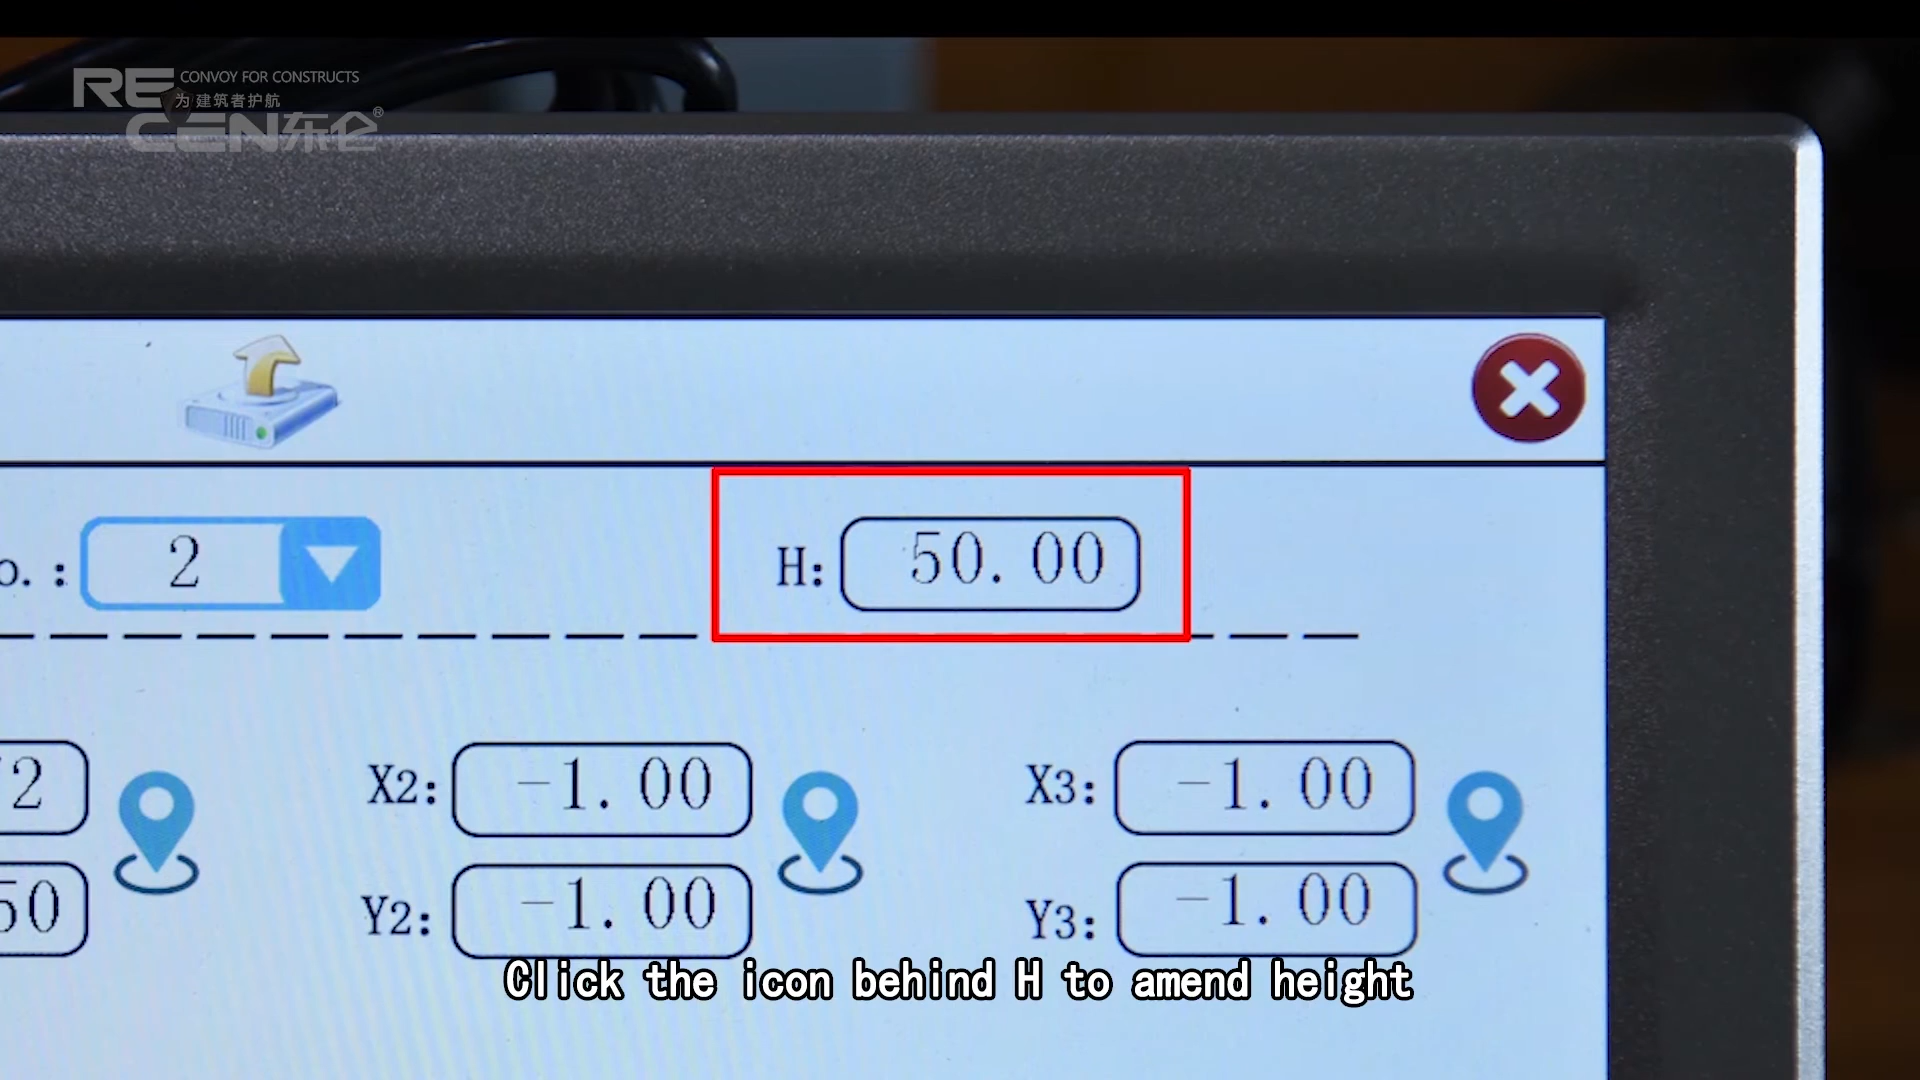 RE CONVOY FOR CONSTRUCTS
为建筑者护航
CEN东仑®
o.: 2
H: 50.00
2
X2: -1.00
X3: -1.00
50
Y2: -1.00
Y3: -1.00
Click the icon behind H to amend height